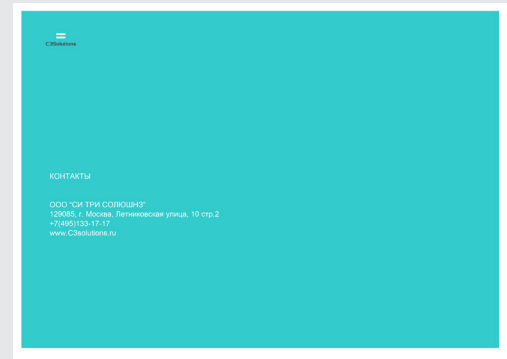 C3Solutions
КОНТАКТЫ
ООО "СИ ТРИ СОЛЮШНЗ"
129085, г. Москва, Летниковская улица, 10 стр.2
+7(495)133-17-17
www.C3solutions.ru